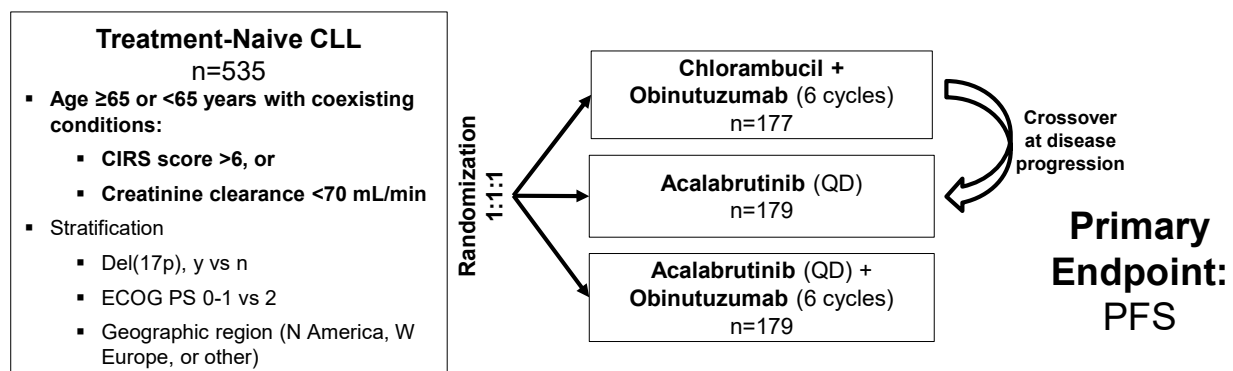 Treatment-Naive CLL
n=535
▪ Age ≥65 or <65 years with coexisting
conditions:
▪ CIRS score >6, or
▪ Creatinine clearance <70 mL/min
▪ Stratification
▪ Del(17p), y vs n
▪ ECOG PS 0-1 vs 2
▪ Geographic region (N America, W
Europe, or other)
Randomization
1:1:1
Chlorambucil +
Obinutuzumab (6 cycles)
n=177
Acalabrutinib (QD)
n=179
Acalabrutinib (QD) +
Obinutuzumab (6 cycles)
n=179
Crossover
at disease
progression
Primary
Endpoint:
PFS